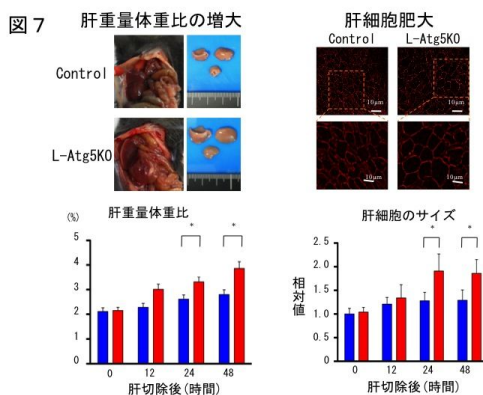 図７
肝重量体重比の増大
Control
L-Atg5KO
肝細胞肥大
Control
L-Atg5KO
10μm
10μm
10μm
10μm
肝重量体重比
(%)
5
4
3
2
1
0
*
*
0
12
24
48
肝切除後(時間)
肝細胞のサイズ
相対値
2.5
2.0
1.5
1.0
0.5
0
*
*
0
12
24
48
肝切除後(時間)